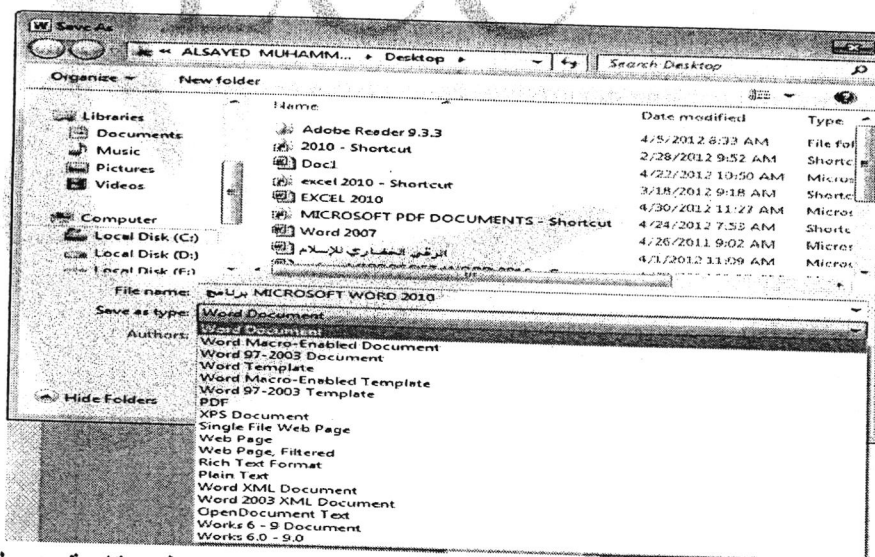 Save As
« ALSAYED MUHAMM... ▸ Desktop ▸
Search Desktop
Organize
New folder
Libraries
Documents
Music
Pictures
Videos
Computer
Local Disk (C:)
Local Disk (D:)
Local Disk (F:)
Name
Date modified
Type
Adobe Reader 9.3.3
4/5/2012 8:33 AM
File fol
2010 - Shortcut
2/28/2012 9:52 AM
Shortc
Doc1
4/22/2012 10:50 AM
Micros
excel 2010 - Shortcut
3/18/2012 9:18 AM
Shortc
EXCEL 2010
4/30/2012 11:27 AM
Micros
MICROSOFT PDF DOCUMENTS - Shortcut
4/24/2012 7:53 AM
Shortc
Word 2007
4/26/2011 9:02 AM
Micros
الرقي الحضاري للإسلام
4/1/2012 11:09 AM
Micros
File name: برنامج MICROSOFT WORD 2010
Save as type: Word Document
Authors:
Word Document
Word Macro-Enabled Document
Word 97-2003 Document
Word Template
Word Macro-Enabled Template
Word 97-2003 Template
PDF
XPS Document
Single File Web Page
Web Page
Web Page, Filtered
Rich Text Format
Plain Text
Word XML Document
Word 2003 XML Document
OpenDocument Text
Works 6 - 9 Document
Works 6.0 - 9.0
Hide Folders